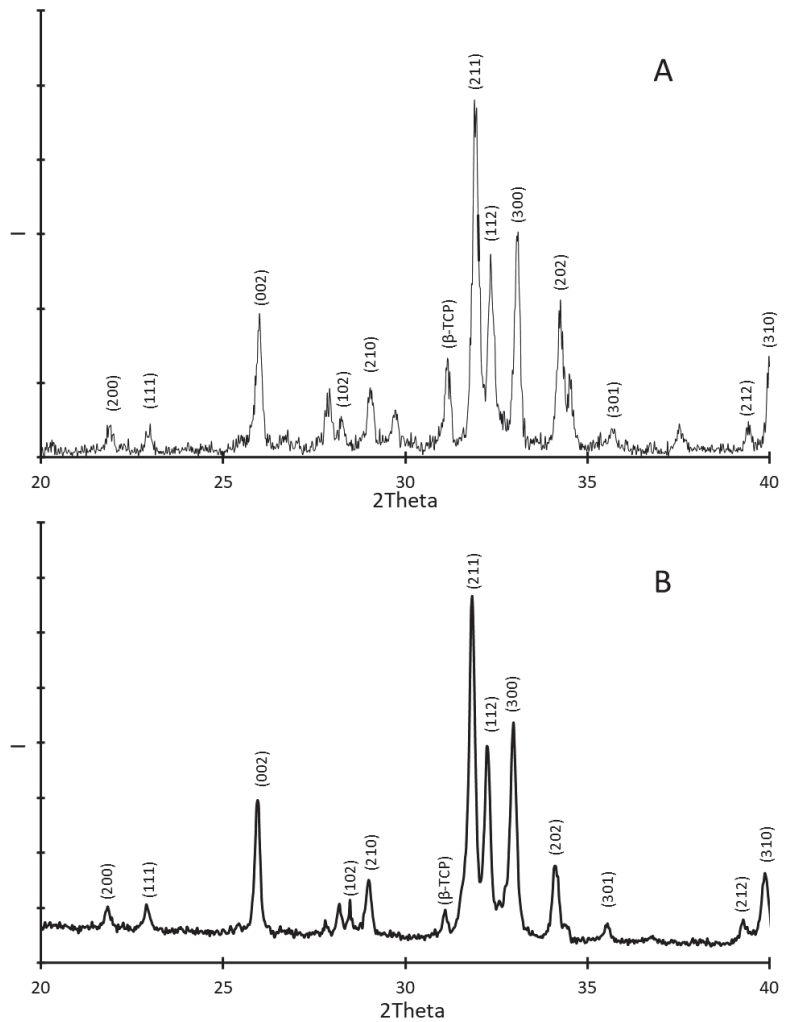 A
(200)
(111)
(002)
(102)
(210)
(β-TCP)
(211)
(112)
(300)
(202)
(301)
(212)
(310)
I
20 25 30 35 40
2Theta
B
(200)
(111)
(002)
(102)
(210)
(β-TCP)
(211)
(112)
(300)
(202)
(301)
(212)
(310)
I
20 25 30 35 40
2Theta